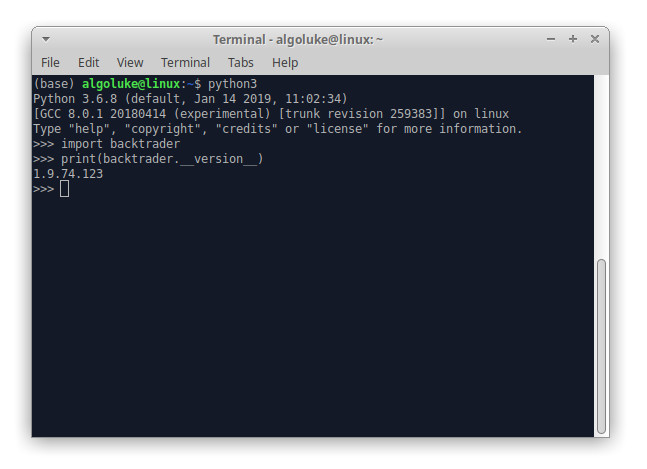 Terminal - algoluke@linux: ~
File Edit View Terminal Tabs Help
(base) algoluke@linux:~$ python3
Python 3.6.8 (default, Jan 14 2019, 11:02:34)
[GCC 8.0.1 20180414 (experimental) [trunk revision 259383]] on linux
Type "help", "copyright", "credits" or "license" for more information.
>>> import backtrader
>>> print(backtrader.__version__)
1.9.74.123
>>>